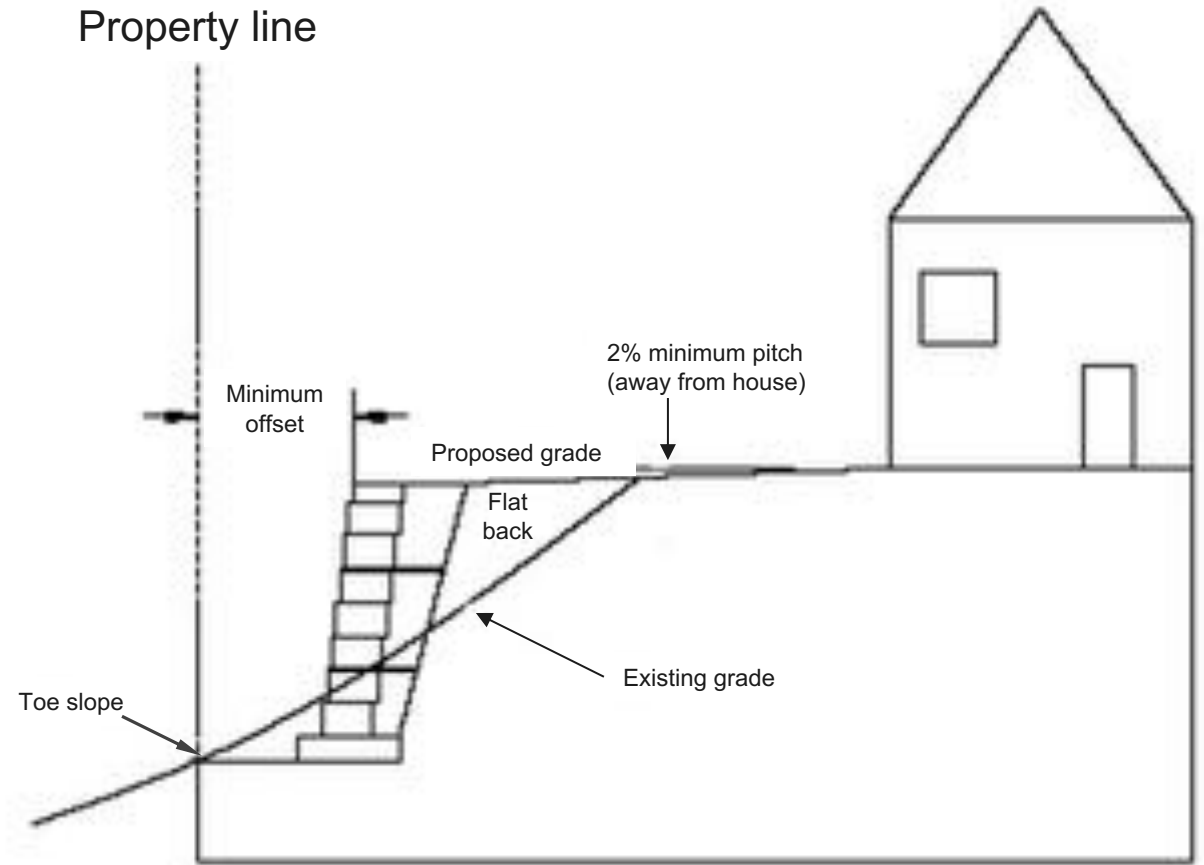 Property line
2% minimum pitch
(away from house)
Minimum
offset
Proposed grade
Flat
back
Existing grade
Toe slope